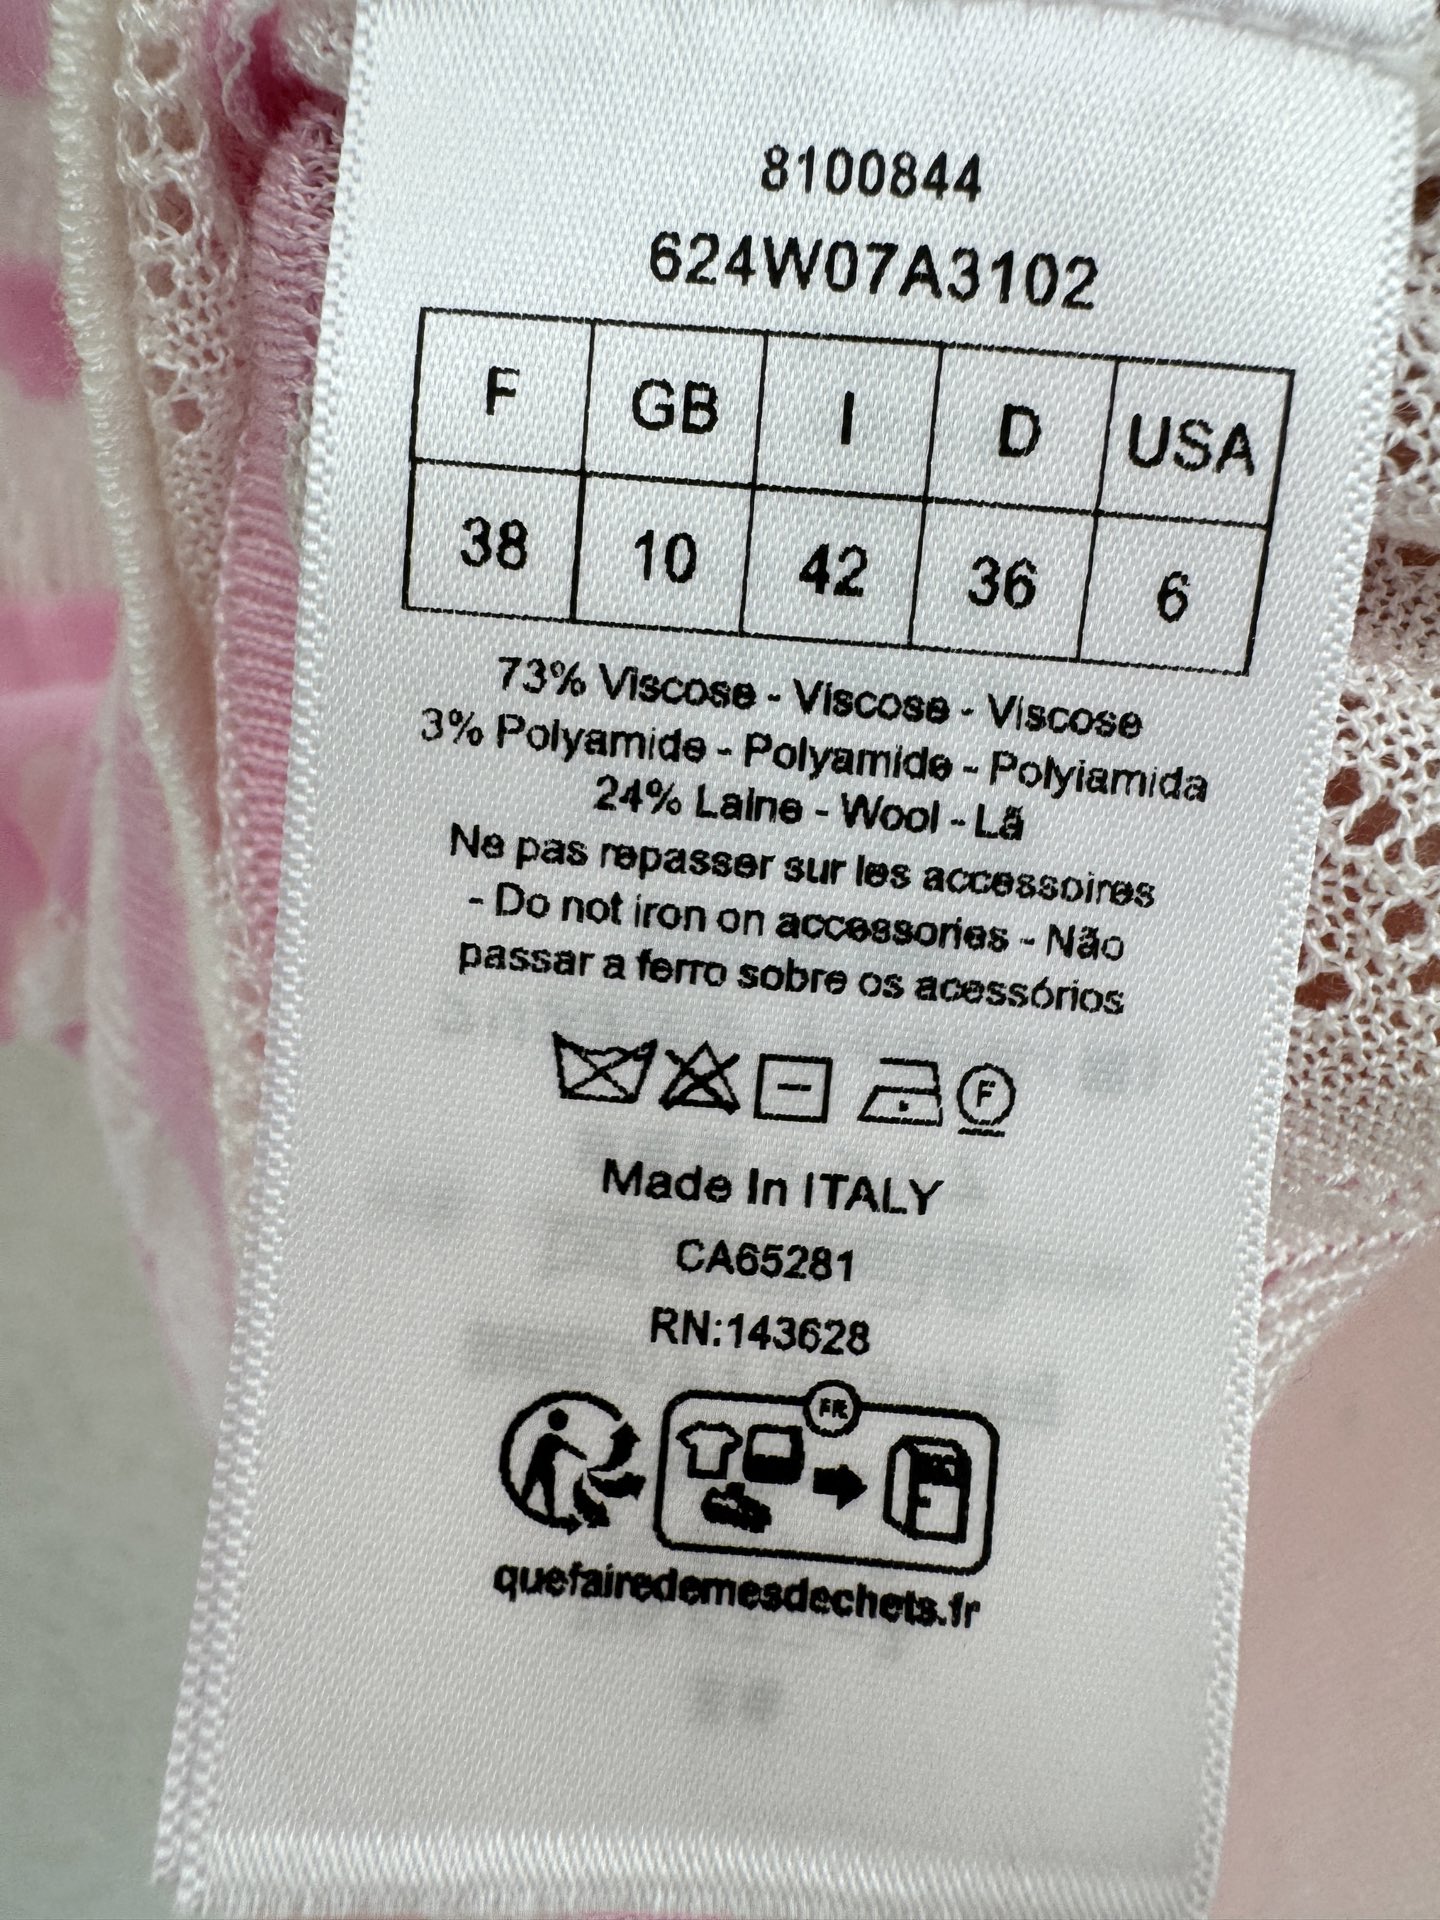 8100844
624W07A3102
F GB I D USA
38 10 42 36 6
73% Viscose - Viscose - Viscose
3% Polyamide - Polyamide - Polyiamida
24% Laine - Wool - Lã
Ne pas repasser sur les accessoires
- Do not iron on accessories - Não
passar a ferro sobre os acessórios
F
Made In ITALY
CA65281
RN:143628
FR
quefairedemesdechets.fr